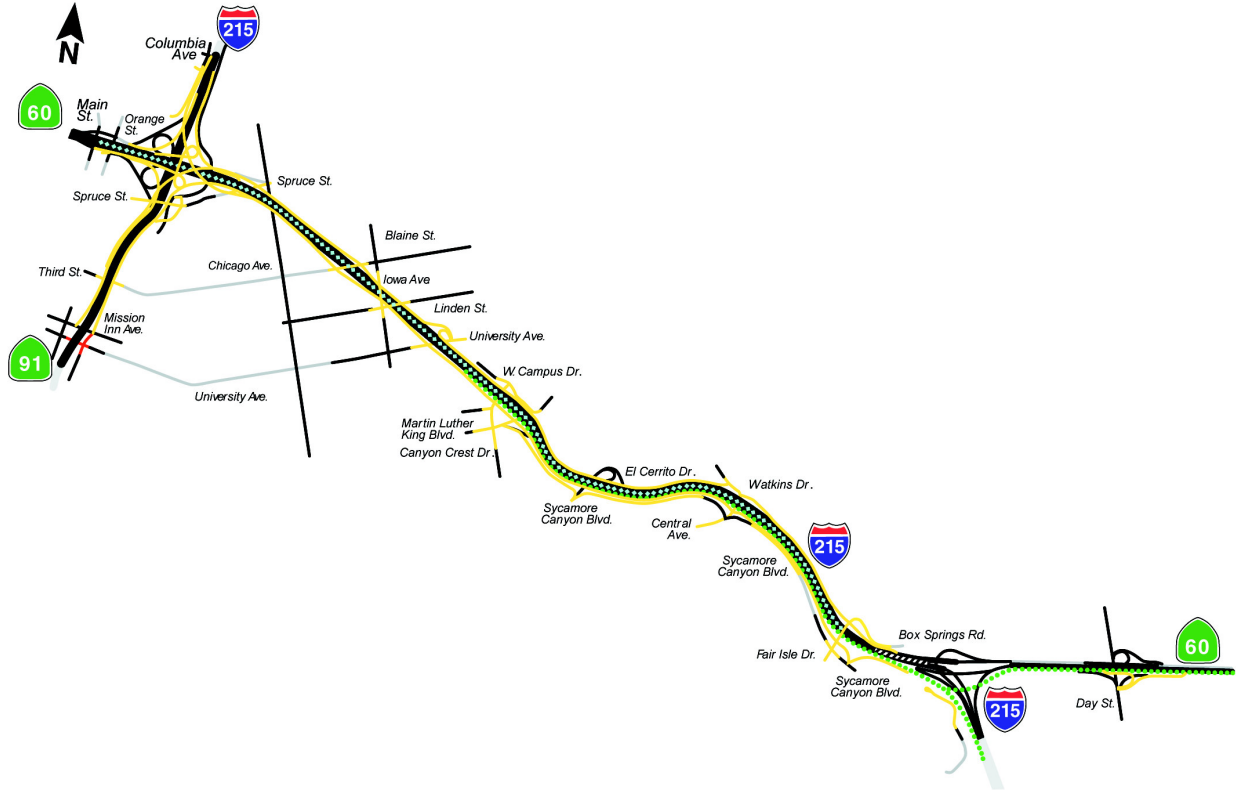 215
Columbia
Ave
N
60
Main
St.
Orange
St.
Spruce St.
Spruce St.
Blaine St.
Third St.
Chicago Ave.
Iowa Ave
Mission
Inn Ave.
Linden St.
University Ave.
91
W. Campus Dr.
University Ave.
Martin Luther
King Blvd.
Canyon Crest Dr.
El Cerrito Dr.
Watkins Dr.
Sycamore
Canyon Blvd.
Central
Ave.
215
Sycamore
Canyon Blvd.
Box Springs Rd.
60
Fair Isle Dr.
Sycamore
Canyon Blvd.
215
Day St.